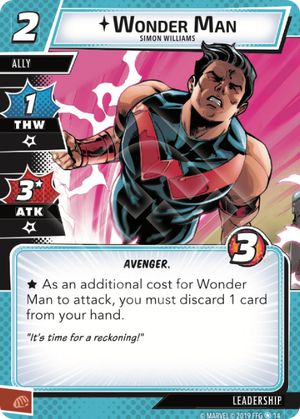 2
WONDER MAN
SIMON WILLIAMS
ALLY
1
THW
3
ATK
3
AVENGER.
As an additional cost for Wonder
Man to attack, you must discard 1 card
from your hand.
"It's time for a reckoning!"
© MARVEL © 2019 FFG 14
LEADERSHIP